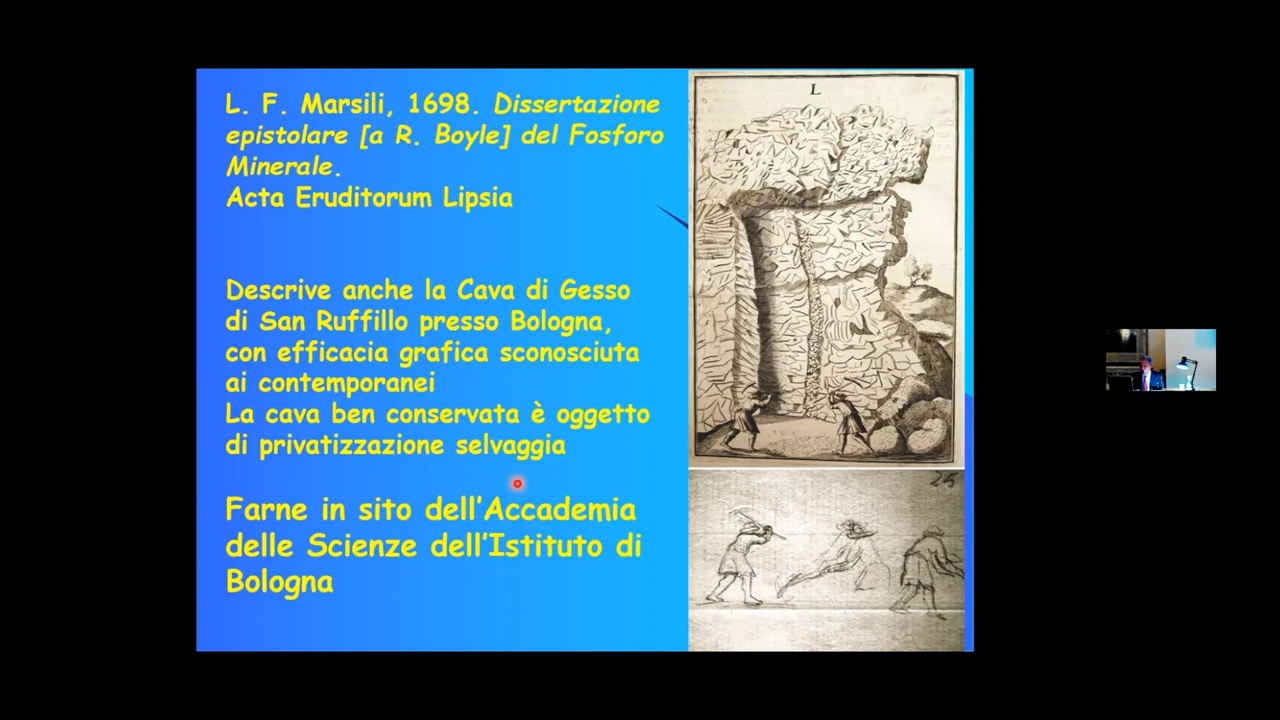 L. F. Marsili, 1698. Dissertazione
epistolare [a R. Boyle] del Fosforo
Minerale.
Acta Eruditorum Lipsia
Descrive anche la Cava di Gesso
di San Ruffillo presso Bologna,
con efficacia grafica sconosciuta
ai contemporanei
La cava ben conservata è oggetto
di privatizzazione selvaggia
Farne in sito dell'Accademia
delle Scienze dell'Istituto di
Bologna
L